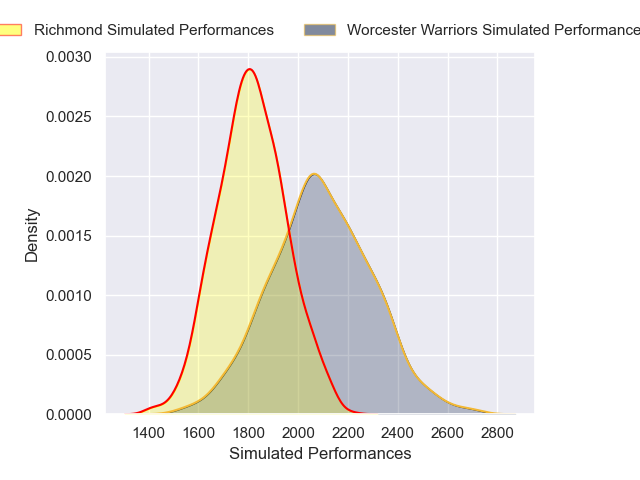 Richmond Simulated Performances Worcester Warriors Simulated Performance
0.0030
0.0025
0.0020
0.0015
0.0010
0.0005
0.0000
Density
1400 1600 1800 2000 2200 2400 2600 2800
Simulated Performances